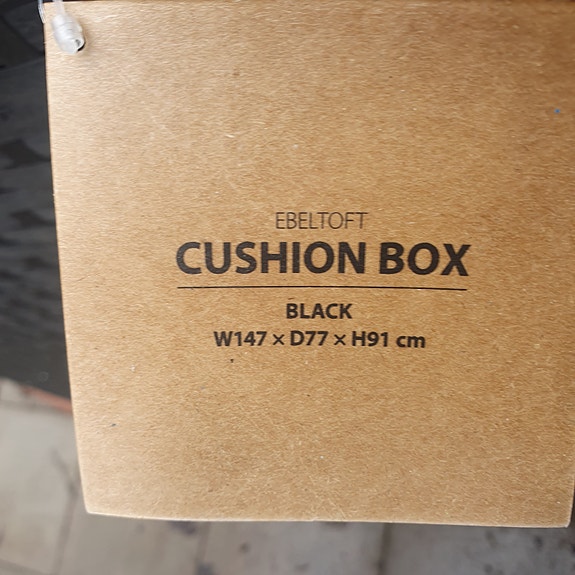 EBELTOFT
CUSHION BOX
BLACK
W147 × D77 × H91 cm